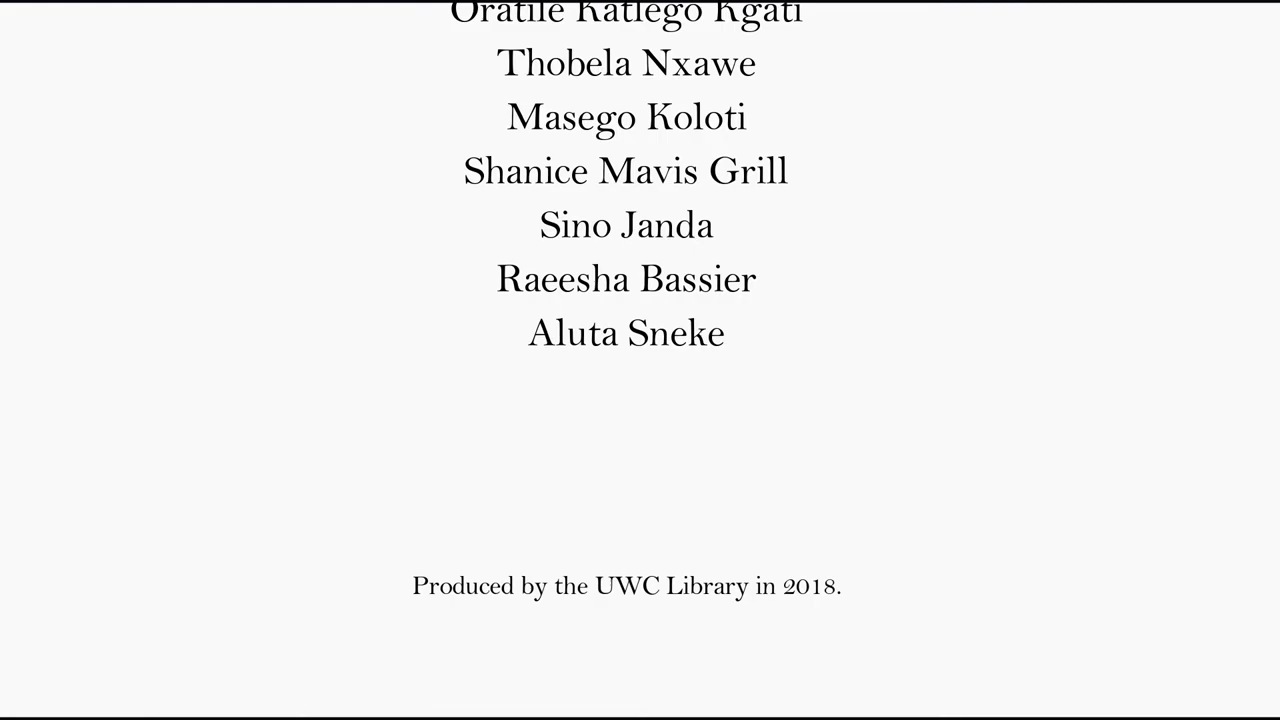 Oratile Katlego Kgati
Thobela Nxawe
Masego Koloti
Shanice Mavis Grill
Sino Janda
Raeesha Bassier
Aluta Sneke
Produced by the UWC Library in 2018.